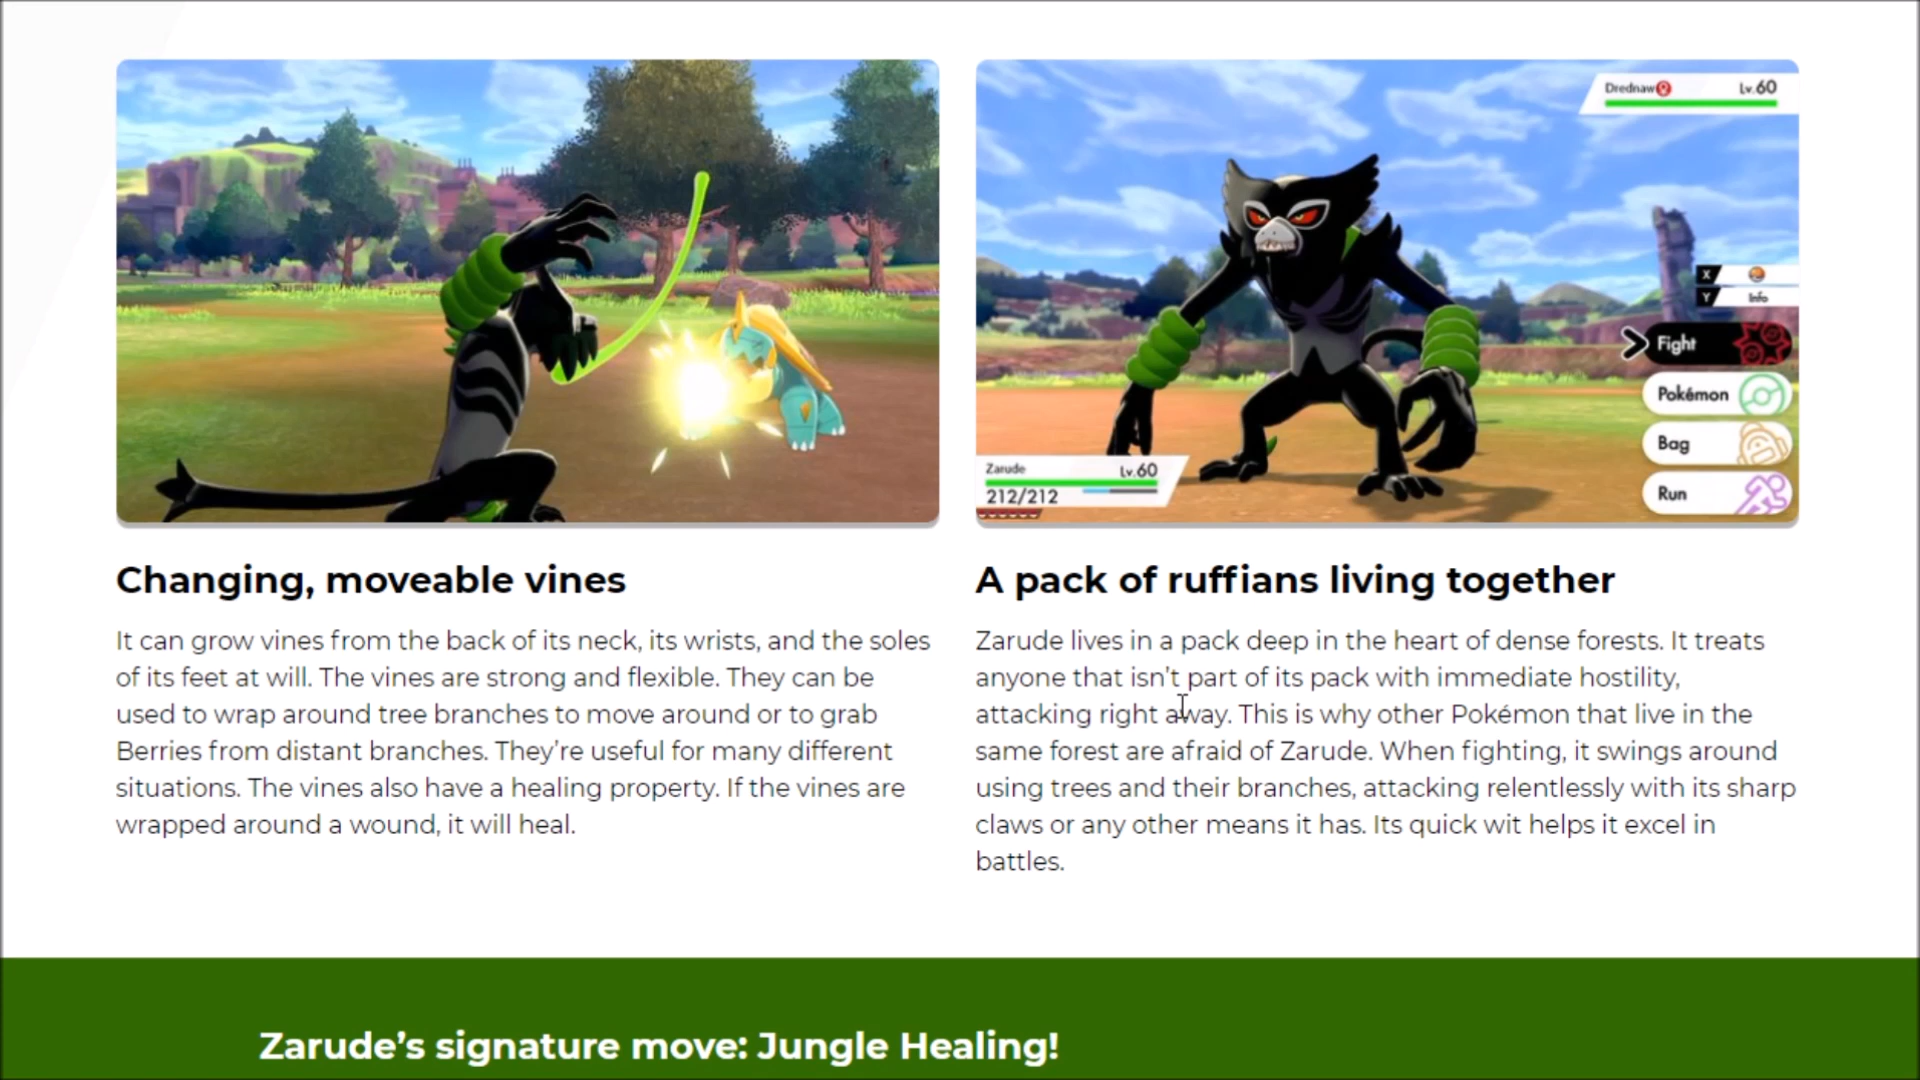 Drednaw Lv.60
X
Y Info
Fight
Pokémon
Bag
Run
Zarude Lv.60
212/212
Changing, moveable vines
It can grow vines from the back of its neck, its wrists, and the soles
of its feet at will. The vines are strong and flexible. They can be
used to wrap around tree branches to move around or to grab
Berries from distant branches. They’re useful for many different
situations. The vines also have a healing property. If the vines are
wrapped around a wound, it will heal.
A pack of ruffians living together
Zarude lives in a pack deep in the heart of dense forests. It treats
anyone that isn’t part of its pack with immediate hostility,
attacking right away. This is why other Pokémon that live in the
same forest are afraid of Zarude. When fighting, it swings around
using trees and their branches, attacking relentlessly with its sharp
claws or any other means it has. Its quick wit helps it excel in
battles.
Zarude’s signature move: Jungle Healing!